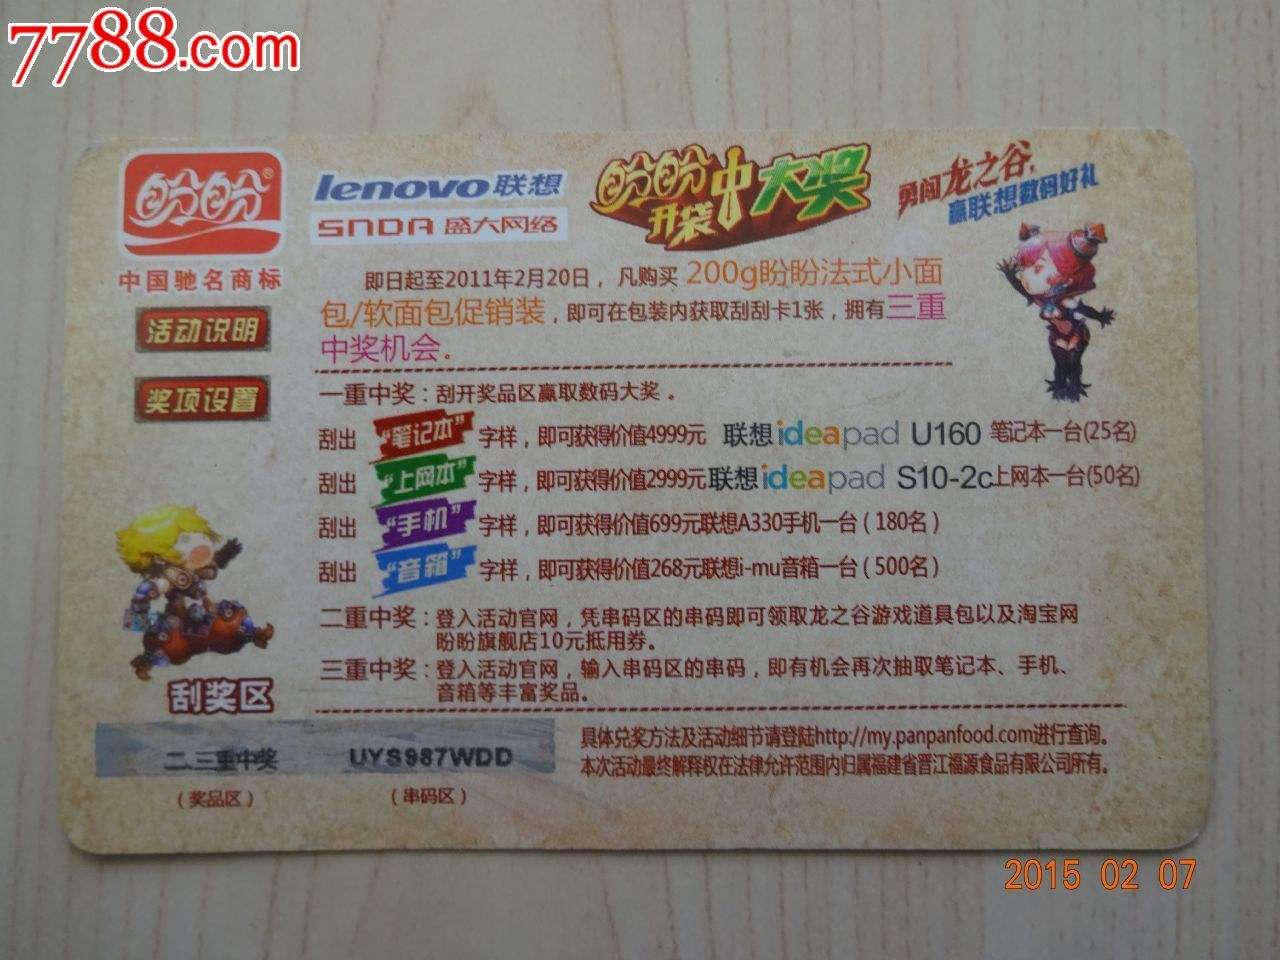 7788.com
盼盼®
中国驰名商标
lenovo联想
SNDA 盛大网络
盼盼
开袋中大奖
勇闯龙之谷,
赢联想数码好礼
活动说明
即日起至2011年2月20日，凡购买 200g盼盼法式小面
包/软面包促销装，即可在包装内获取刮刮卡1张，拥有三重
中奖机会。
奖项设置
一重中奖：刮开奖品区赢取数码大奖 。
刮出 “笔记本” 字样，即可获得价值4999元 联想ideapad U160 笔记本一台(25名)
刮出 “上网本” 字样，即可获得价值2999元联想ideapad S10-2c上网本一台(50名)
刮出 “手机” 字样，即可获得价值699元联想A330手机一台（180名）
刮出 “音箱” 字样，即可获得价值268元联想i-mu音箱一台（500名）
二重中奖：登入活动官网，凭串码区的串码即可领取龙之谷游戏道具包以及淘宝网
盼盼旗舰店10元抵用券。
三重中奖：登入活动官网，输入串码区的串码，即有机会再次抽取笔记本、手机、
音箱等丰富奖品。
刮奖区
二、三重中奖 UYS987WDD
（奖品区） （串码区）
具体兑奖方法及活动细节请登陆http://my.panpanfood.com进行查询。
本次活动最终解释权在法律允许范围内归属福建省晋江福源食品有限公司所有。
2015 02 07